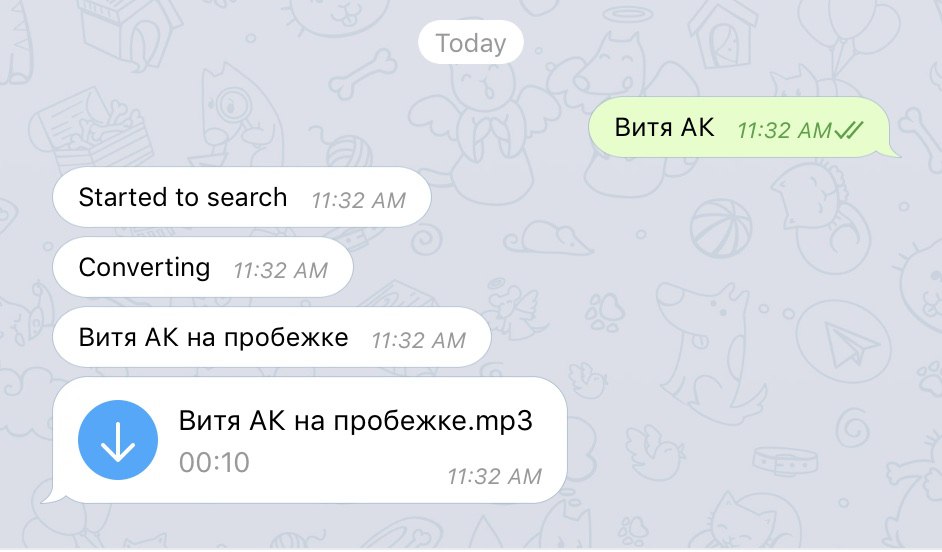 Today
Витя АК 11:32 AM
Started to search 11:32 AM
Converting 11:32 AM
Витя АК на пробежке 11:32 AM
Витя АК на пробежке.mp3
00:10
11:32 AM